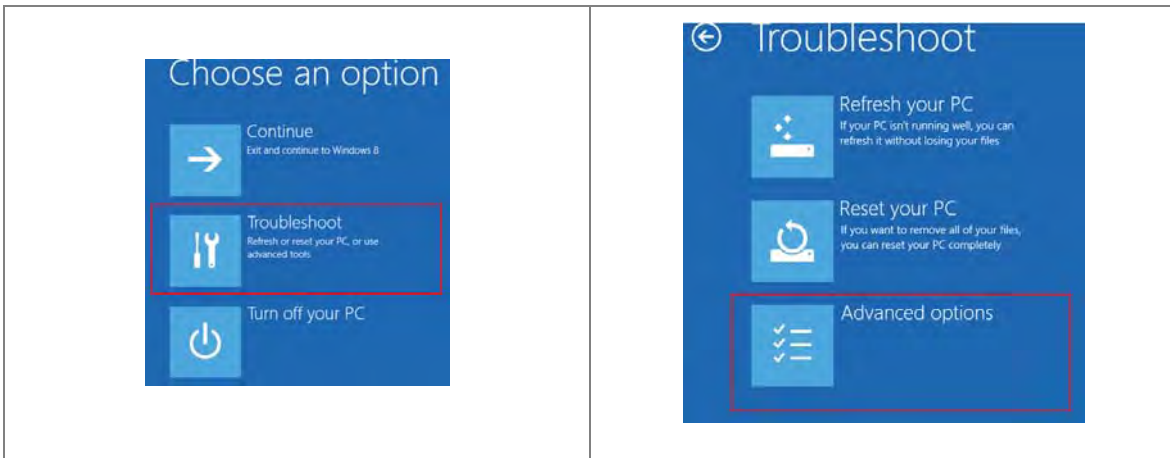 Choose an option
Continue
Exit and continue to Windows 8
Troubleshoot
Refresh or reset your PC, or use
advanced tools
Turn off your PC
Troubleshoot
Refresh your PC
If your PC isn't running well, you can
refresh it without losing your files
Reset your PC
If you want to remove all of your files,
you can reset your PC completely
Advanced options